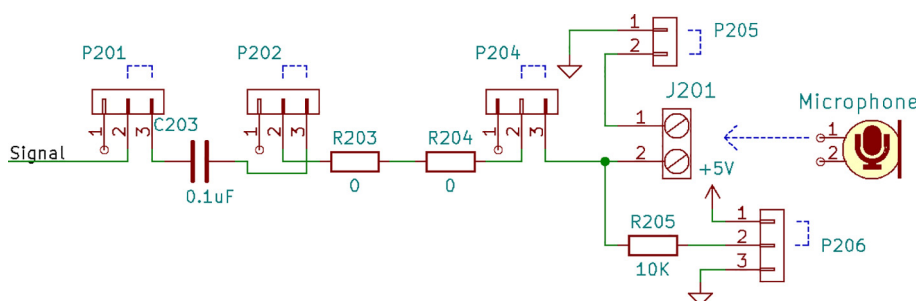 P201
P202
P204
P205
1
2
J201
Microphone
1 2 3
C203
1 2 3
1 2 3
1
2
1
2
Signal
R203
R204
+5V
0.1uF
0
0
R205
1
2
3
P206
10K